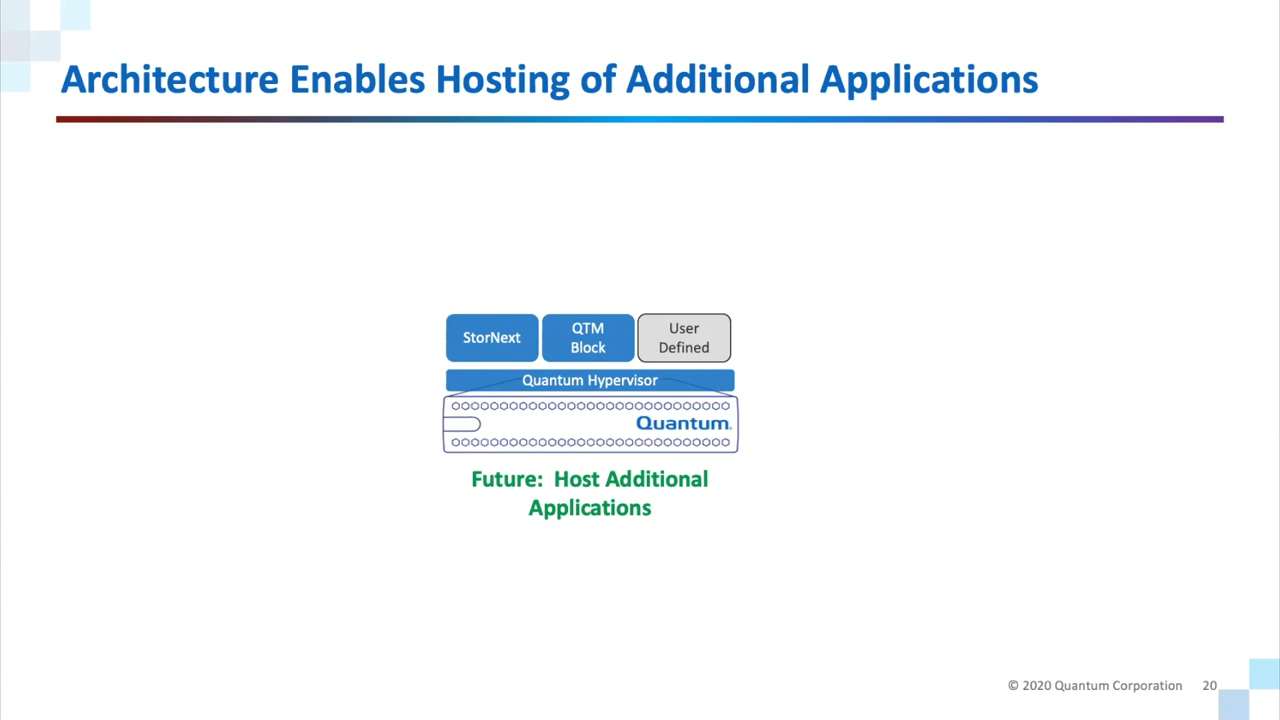 Architecture Enables Hosting of Additional Applications
StorNext
QTM
Block
User
Defined
Quantum Hypervisor
Quantum.
Future:  Host Additional
Applications
© 2020 Quantum Corporation
20